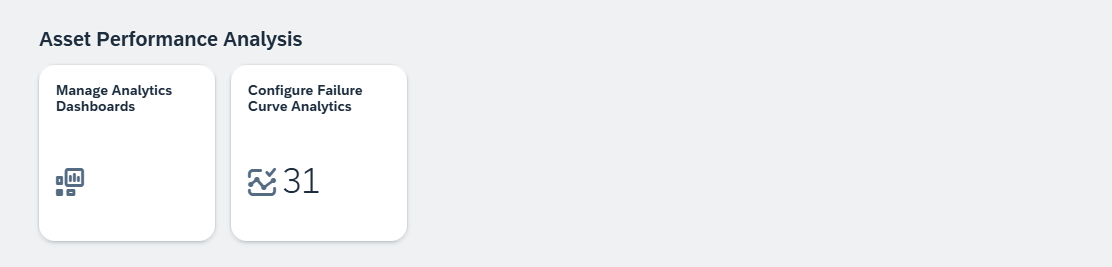 Asset Performance Analysis
Manage Analytics
Dashboards
Configure Failure
Curve Analytics
31